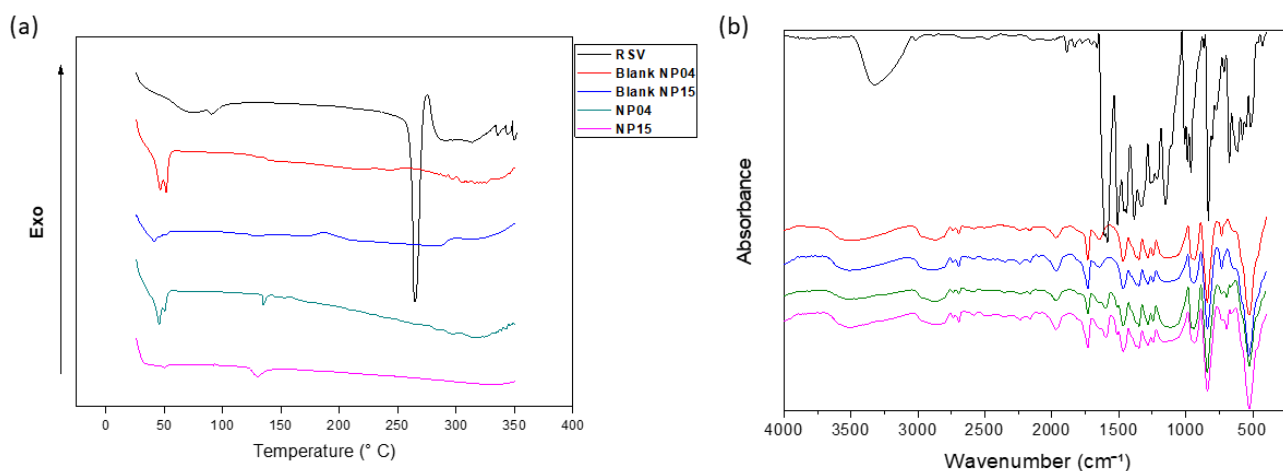 (a)
RSV
Blank NP04
Blank NP15
NP04
NP15
Exo
0 50 100 150 200 250 300 350 400
Temperature (° C)
(b)
Absorbance
4000 3500 3000 2500 2000 1500 1000 500
Wavenumber (cm⁻¹)